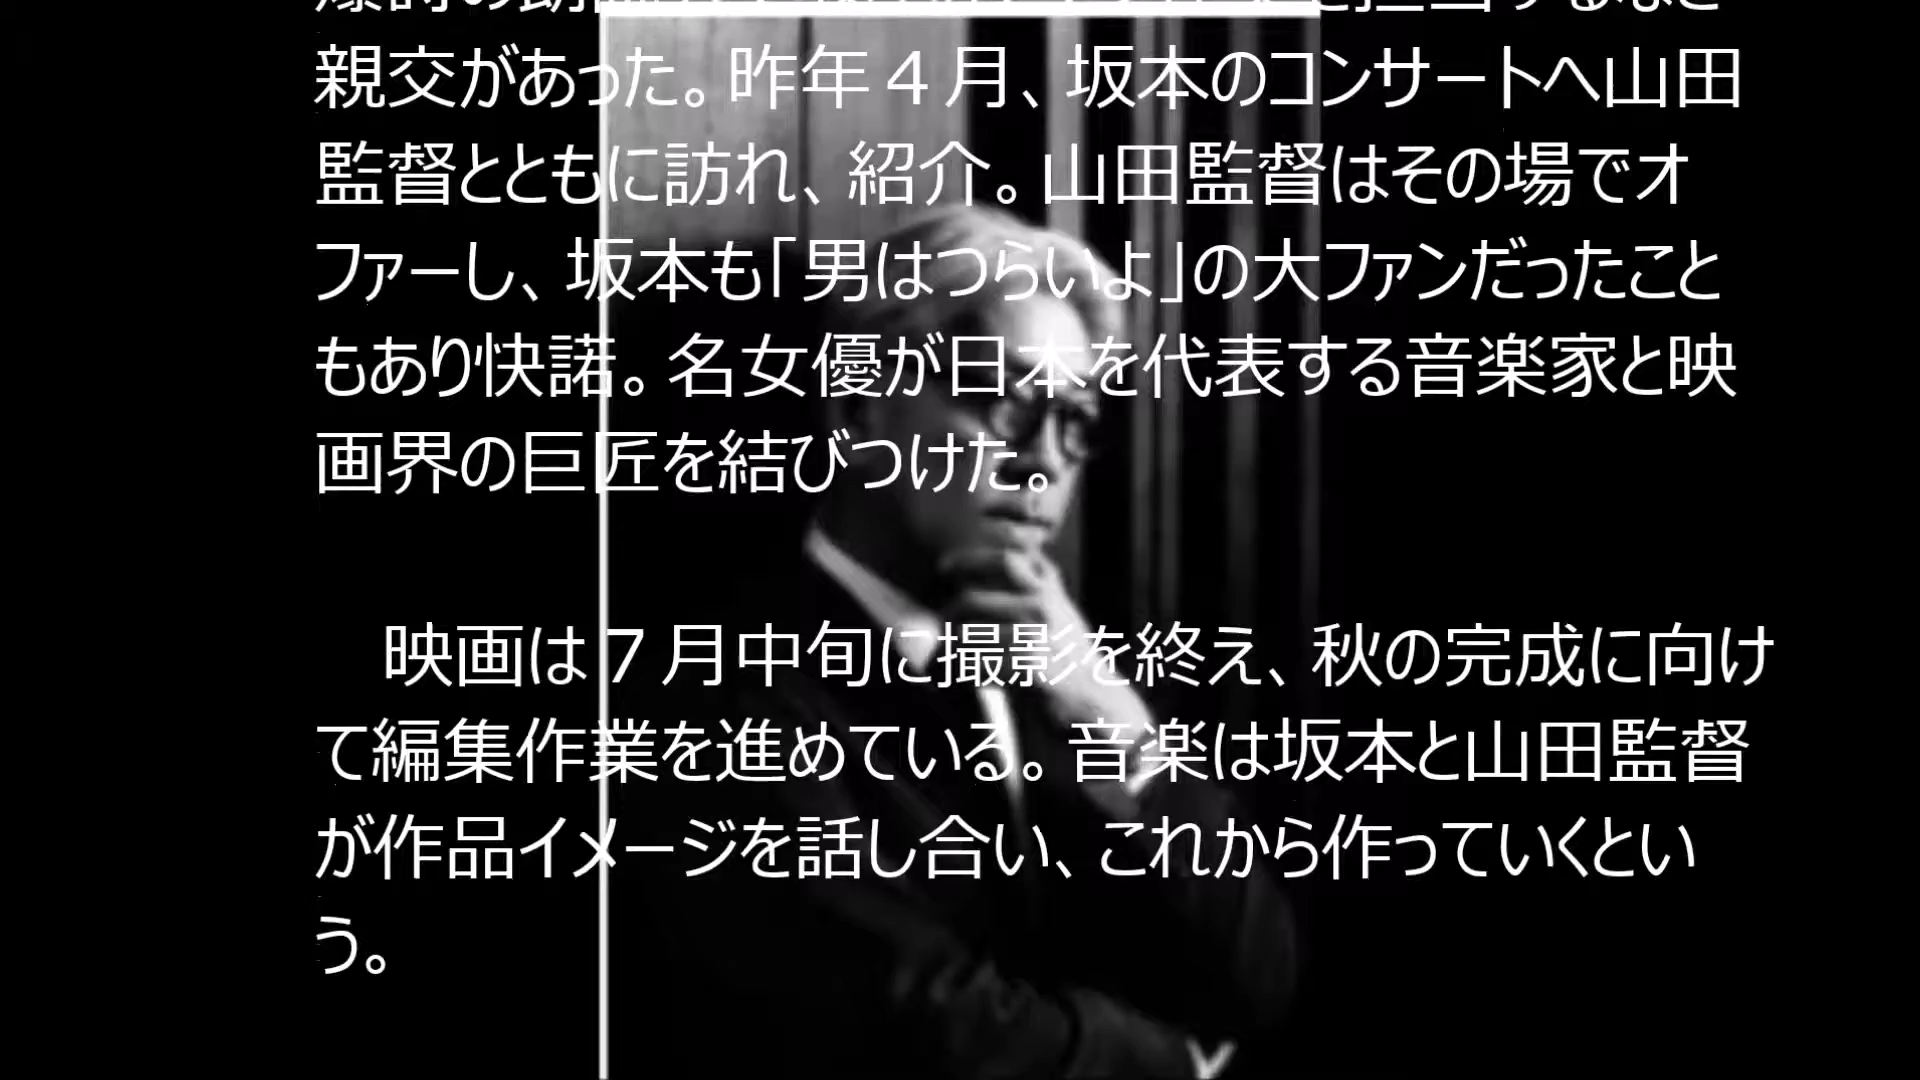 親交があった。昨年４月、坂本のコンサートへ山田
監督とともに訪れ、紹介。山田監督はその場でオ
ファーし、坂本も「男はつらいよ」の大ファンだったこと
もあり快諾。名女優が日本を代表する音楽家と映
画界の巨匠を結びつけた。
映画は７月中旬に撮影を終え、秋の完成に向け
て編集作業を進めている。音楽は坂本と山田監督
が作品イメージを話し合い、これから作っていくとい
う。